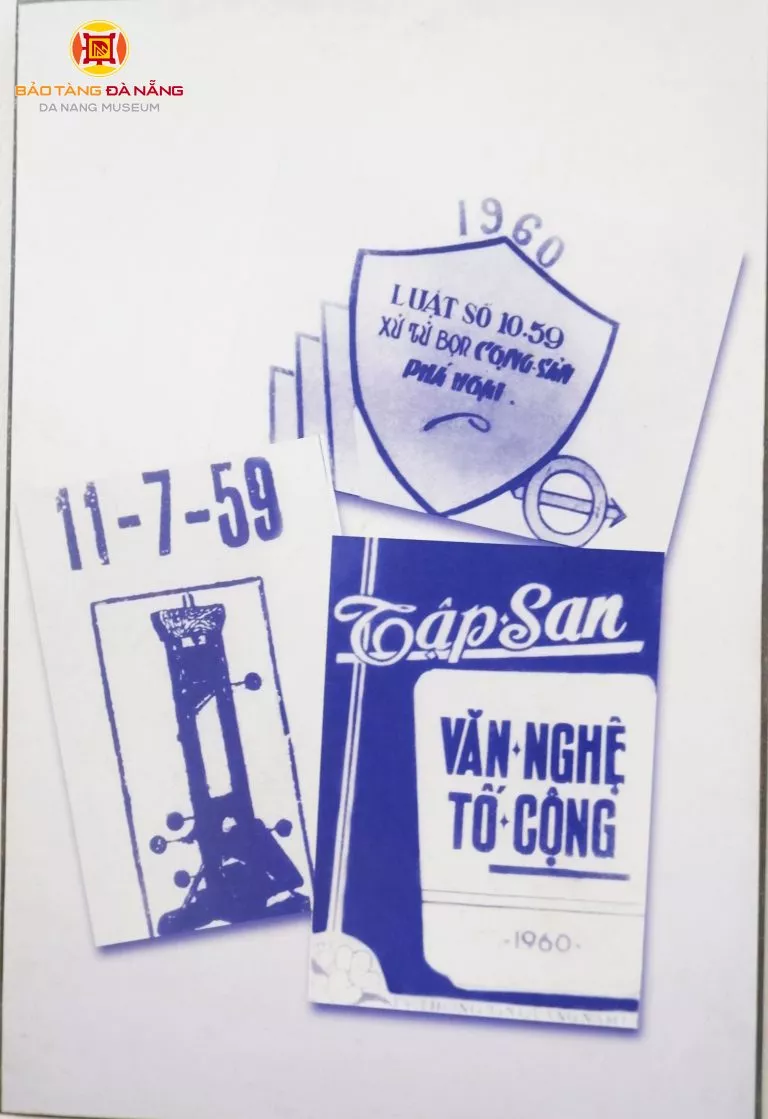 BẢO TÀNG ĐÀ NẴNG
DA NANG MUSEUM
1960
LUẬT SỐ 10-59
XỬ TỬ BỌN CỘNG-SẢN
PHÁ HOẠI.
11-7-59
Tập-San
VĂN-NGHỆ
TỐ-CỘNG
-1960-